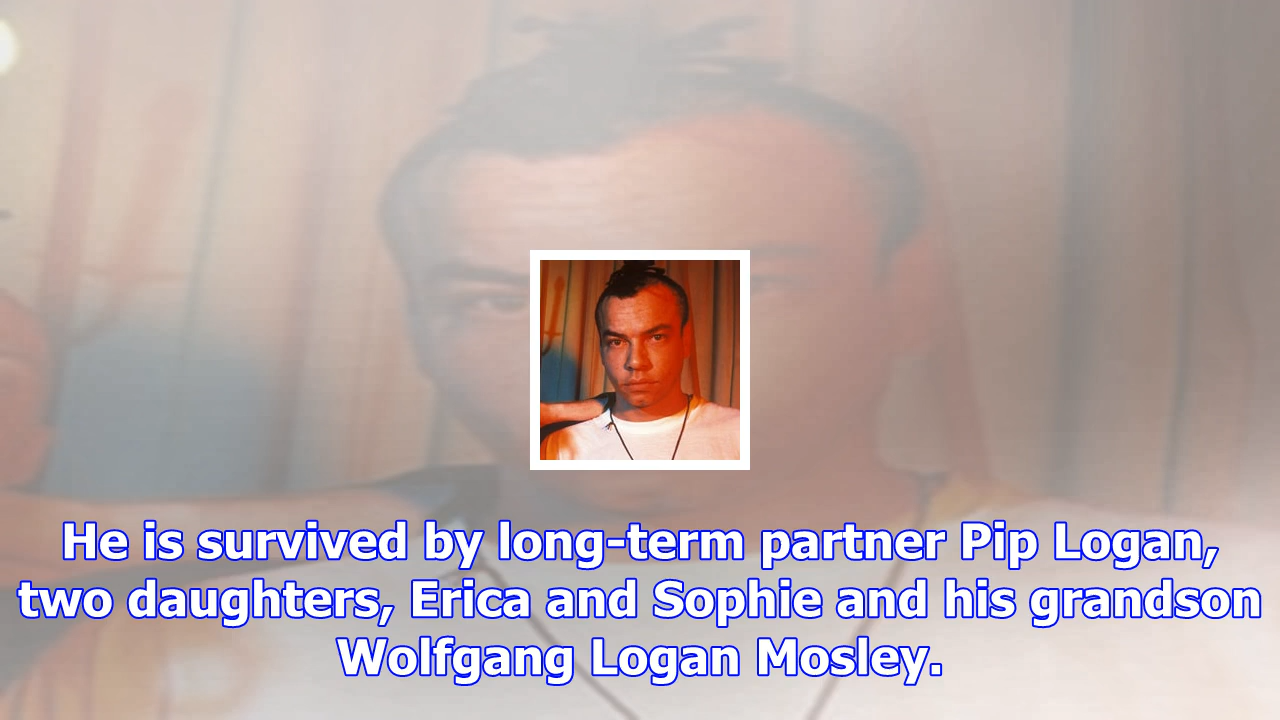 He is survived by long-term partner Pip Logan,
two daughters, Erica and Sophie and his grandson
Wolfgang Logan Mosley.